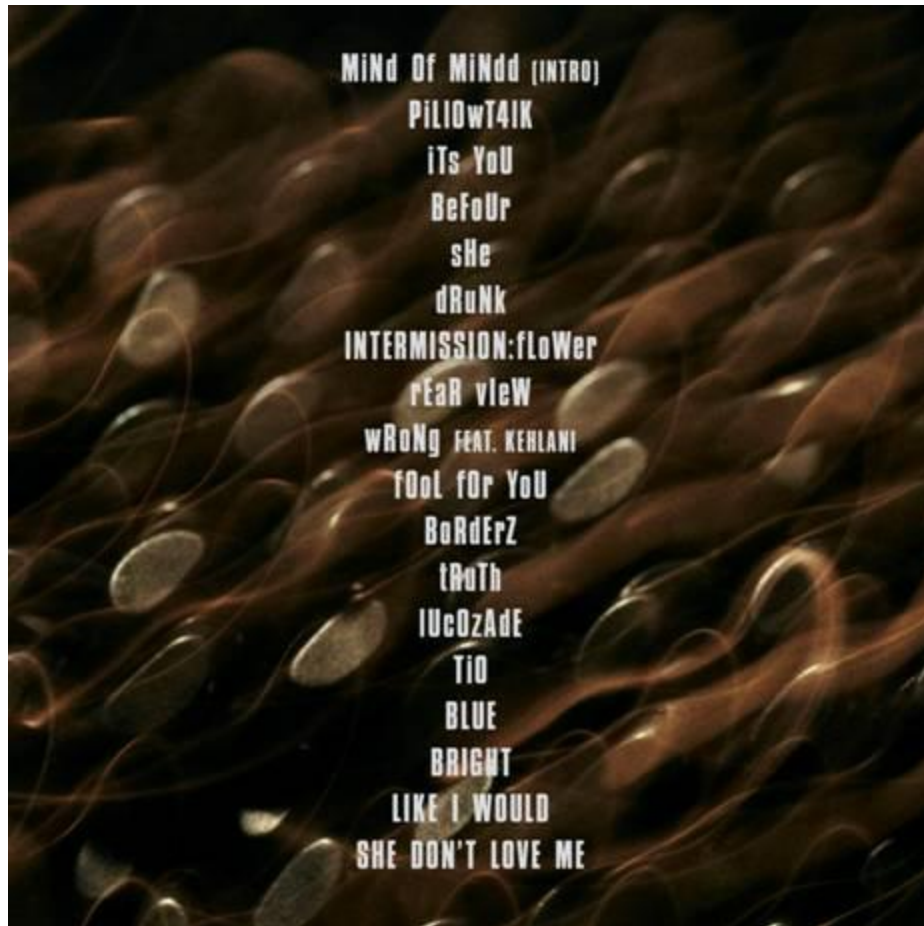 MiNd Of MiNdd [INTRO]
PiLlOwT4lK
iTs YoU
BeFoUr
sHe
dRuNk
INTERMISSION:fLoWer
rEaR vIeW
wRoNg FEAT. KEHLANI
fOoL fOr YoU
BoRdErZ
tRuTh
lUcOzAdE
TiO
BLUE
BRIGHT
LIKE I WOULD
SHE DON'T LOVE ME